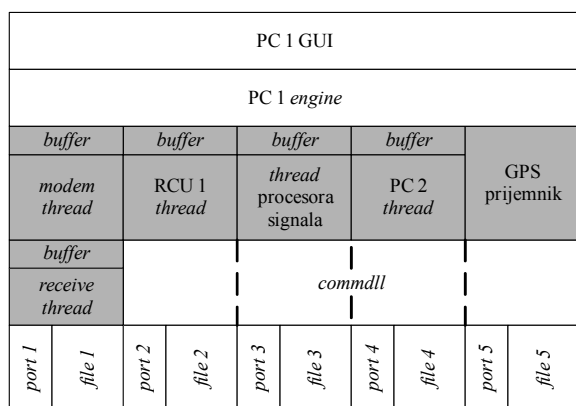 PC 1 GUI
PC 1 engine
buffer
buffer
buffer
buffer
GPS
prijemnik
modem
thread
RCU 1
thread
thread
procesora
signala
PC 2
thread
buffer
receive
thread
commdll
port 1
file 1
port 2
file 2
port 3
file 3
port 4
file 4
port 5
file 5